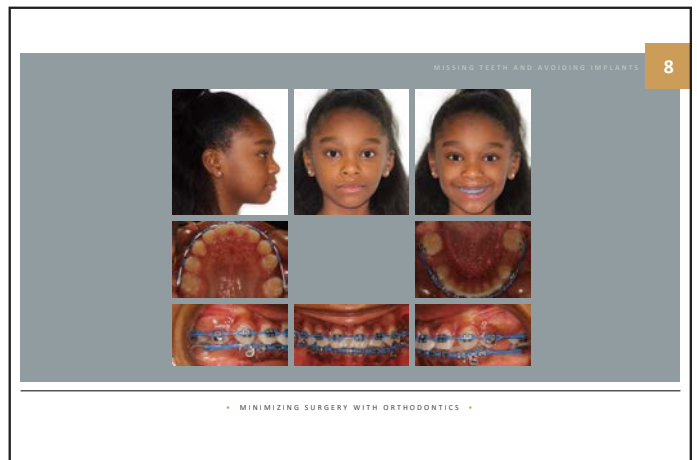 MISSING TEETH AND AVOIDING IMPLANTS 8
• MINIMIZING SURGERY WITH ORTHODONTICS •